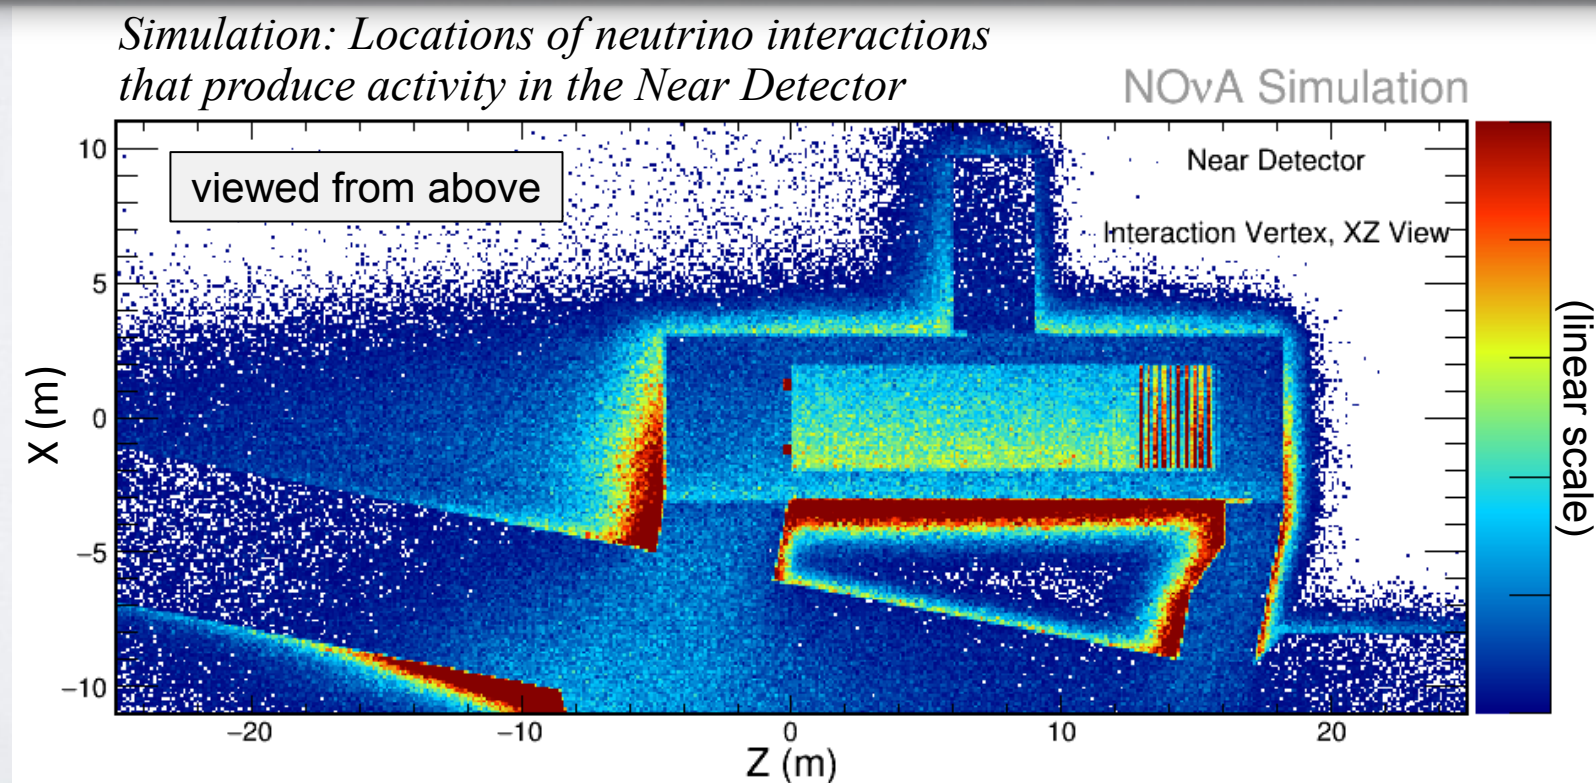 Simulation: Locations of neutrino interactions
that produce activity in the Near Detector
NOνA Simulation
viewed from above
Near Detector
Interaction Vertex, XZ View
10
5
0
−5
−10
X (m)
−20
−10
0
10
20
Z (m)
(linear scale)